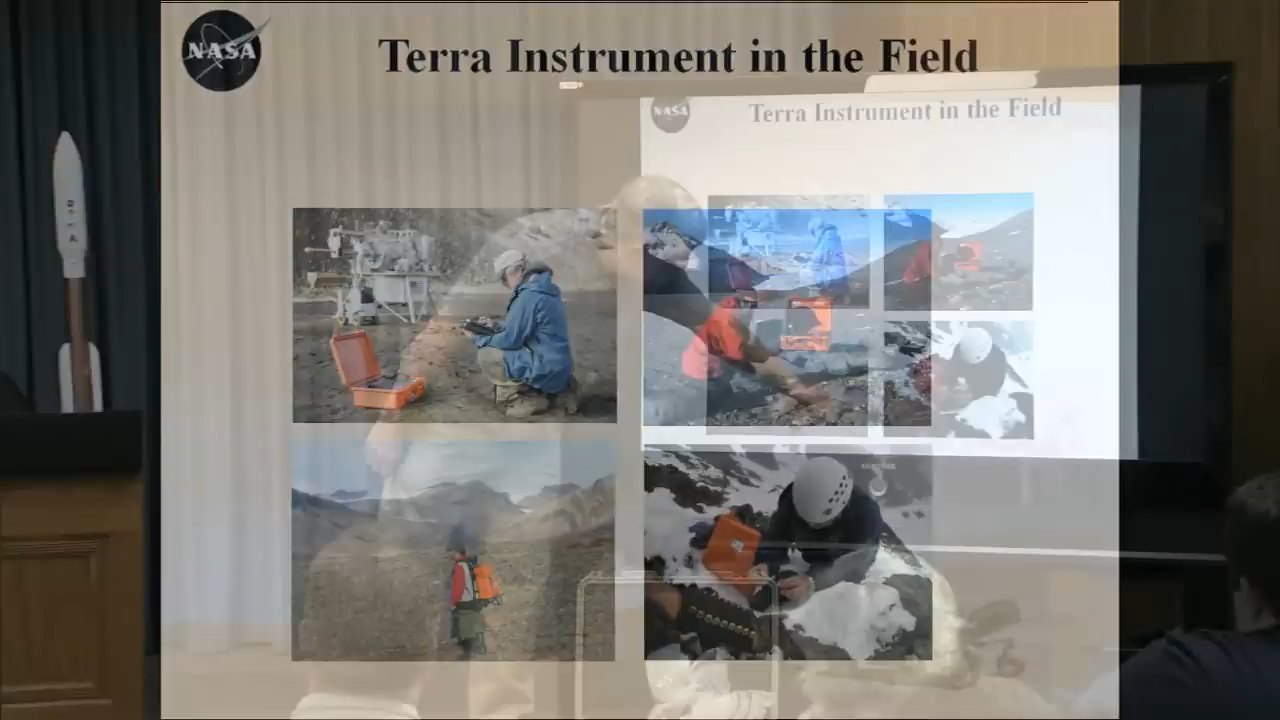 NASA
Terra Instrument in the Field
NASA
Terra Instrument in the Field